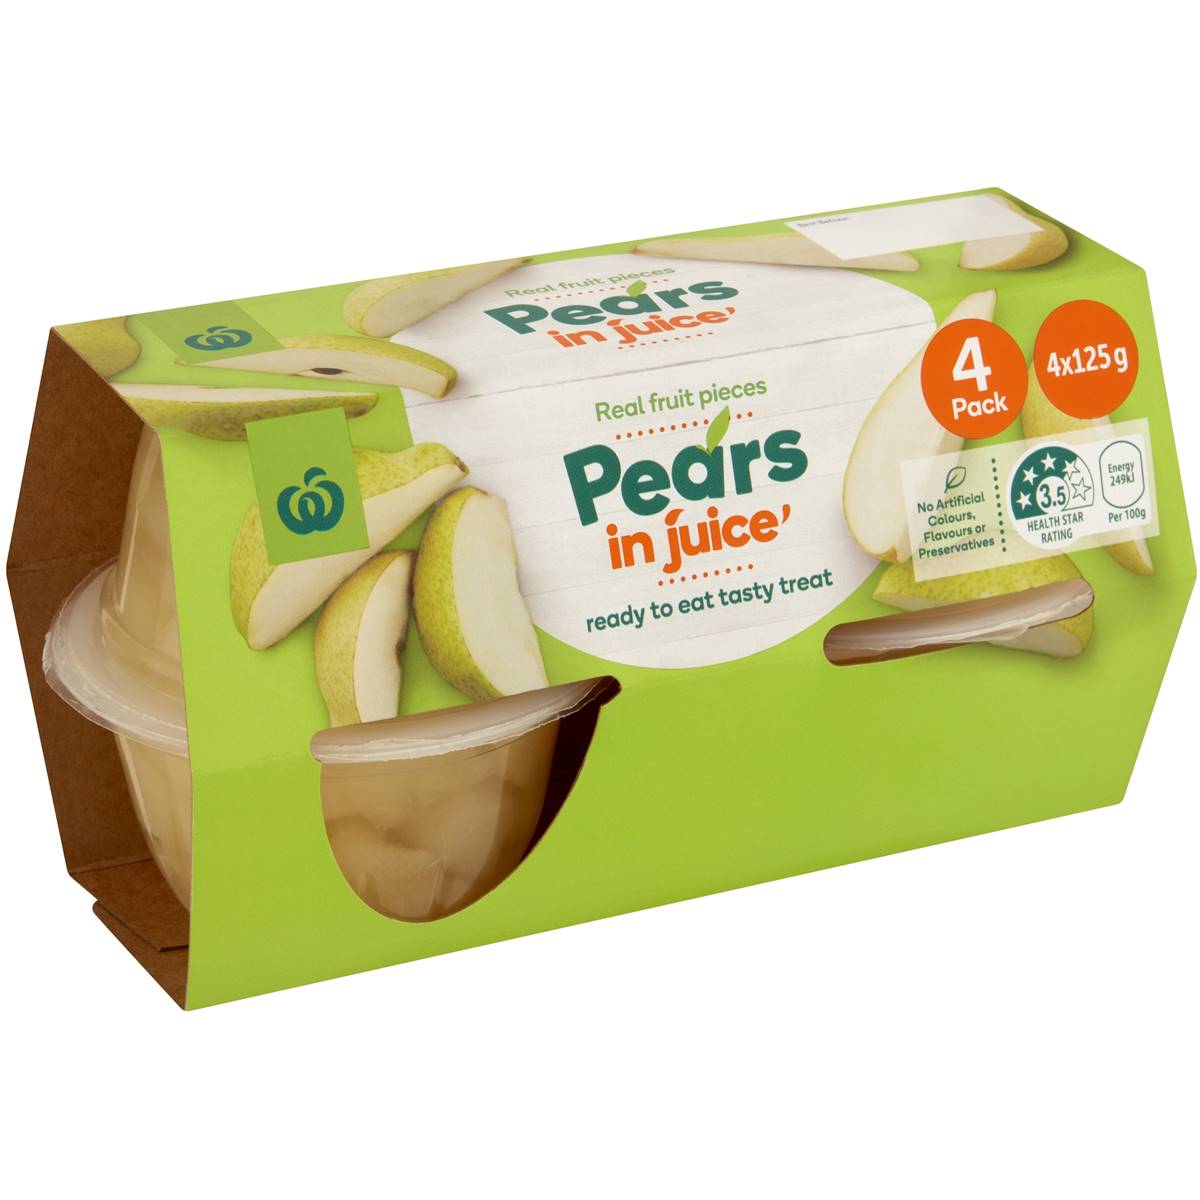 Best Before:
Real fruit pieces
Pears
in juice'
Real fruit pieces
Pears
in juice'
ready to eat tasty treat
4
Pack
4x125g
No Artificial
Colours,
Flavours or
Preservatives
3.5
HEALTH STAR
RATING
Energy
249kJ
Per 100g